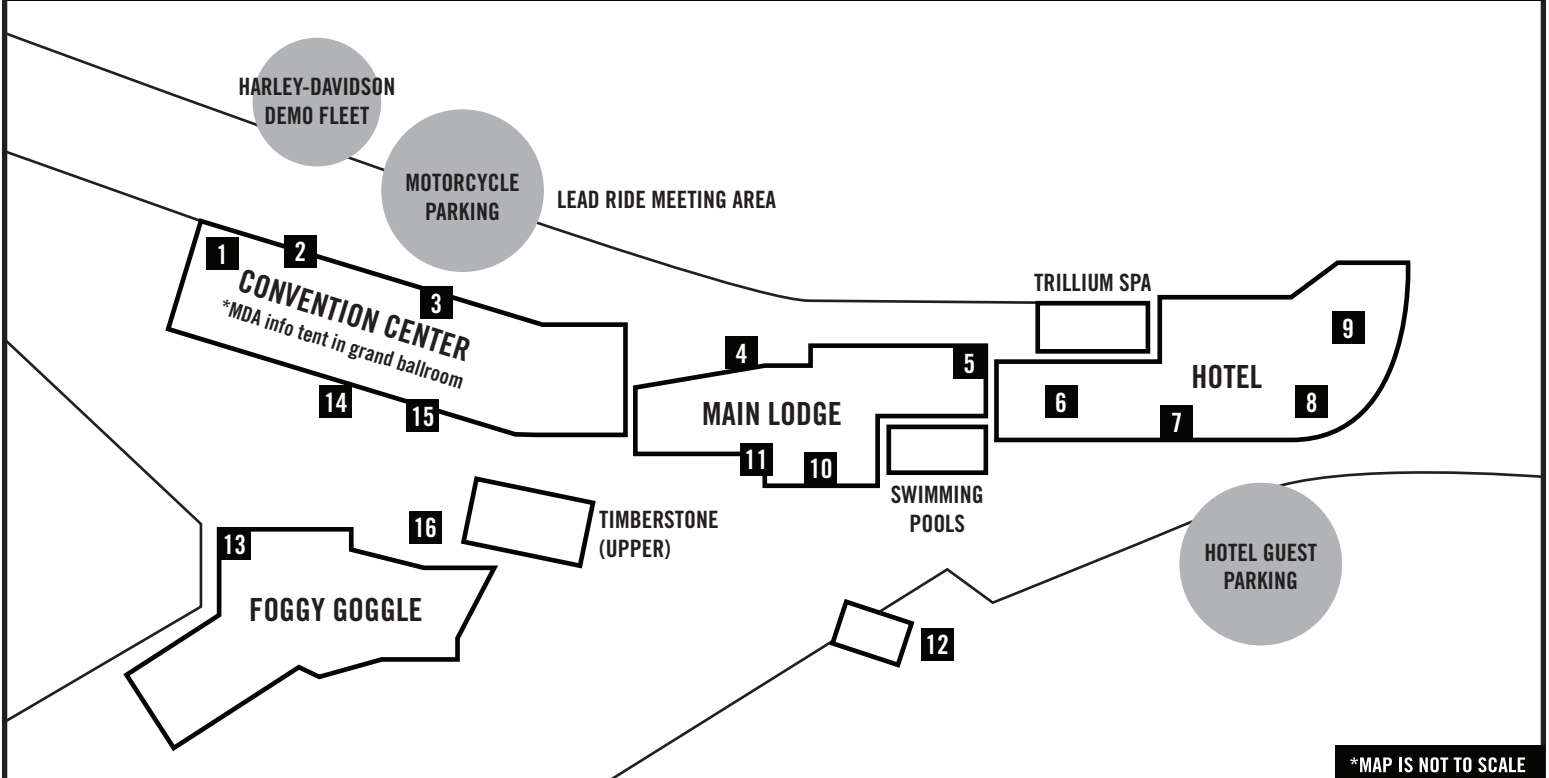 HARLEY-DAVIDSON
DEMO FLEET
MOTORCYCLE
PARKING
LEAD RIDE MEETING AREA
1
2
3
CONVENTION CENTER
*MDA info tent in grand ballroom
14
15
4
5
MAIN LODGE
11
10
TRILLIUM SPA
9
HOTEL
6
7
8
SWIMMING
POOLS
16
TIMBERSTONE
(UPPER)
13
FOGGY GOGGLE
12
HOTEL GUEST
PARKING
*MAP IS NOT TO SCALE